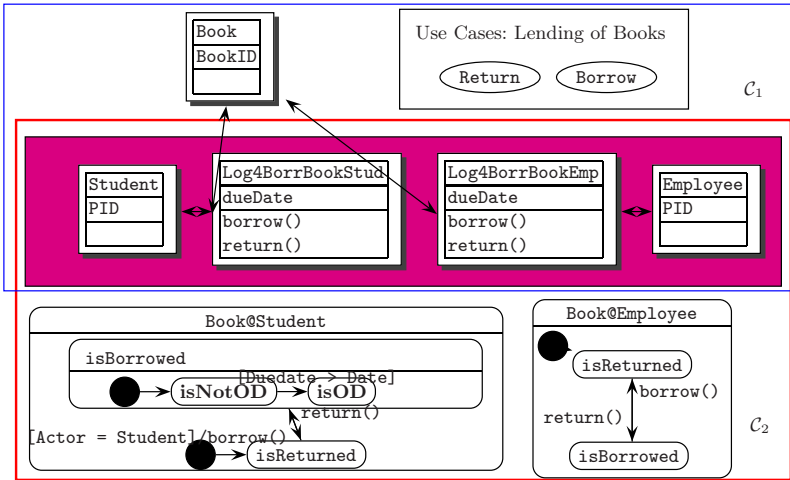 Book
BookID
Use Cases: Lending of Books
Return
Borrow
C1
Student
PID
Log4BorrBookStud
dueDate
borrow()
return()
Log4BorrBookEmp
dueDate
borrow()
return()
Employee
PID
Book@Student
isBorrowed
[Duedate > Date]
isNotOD
isOD
return()
[Actor = Student]/borrow()
isReturned
Book@Employee
isReturned
borrow()
return()
isBorrowed
C2